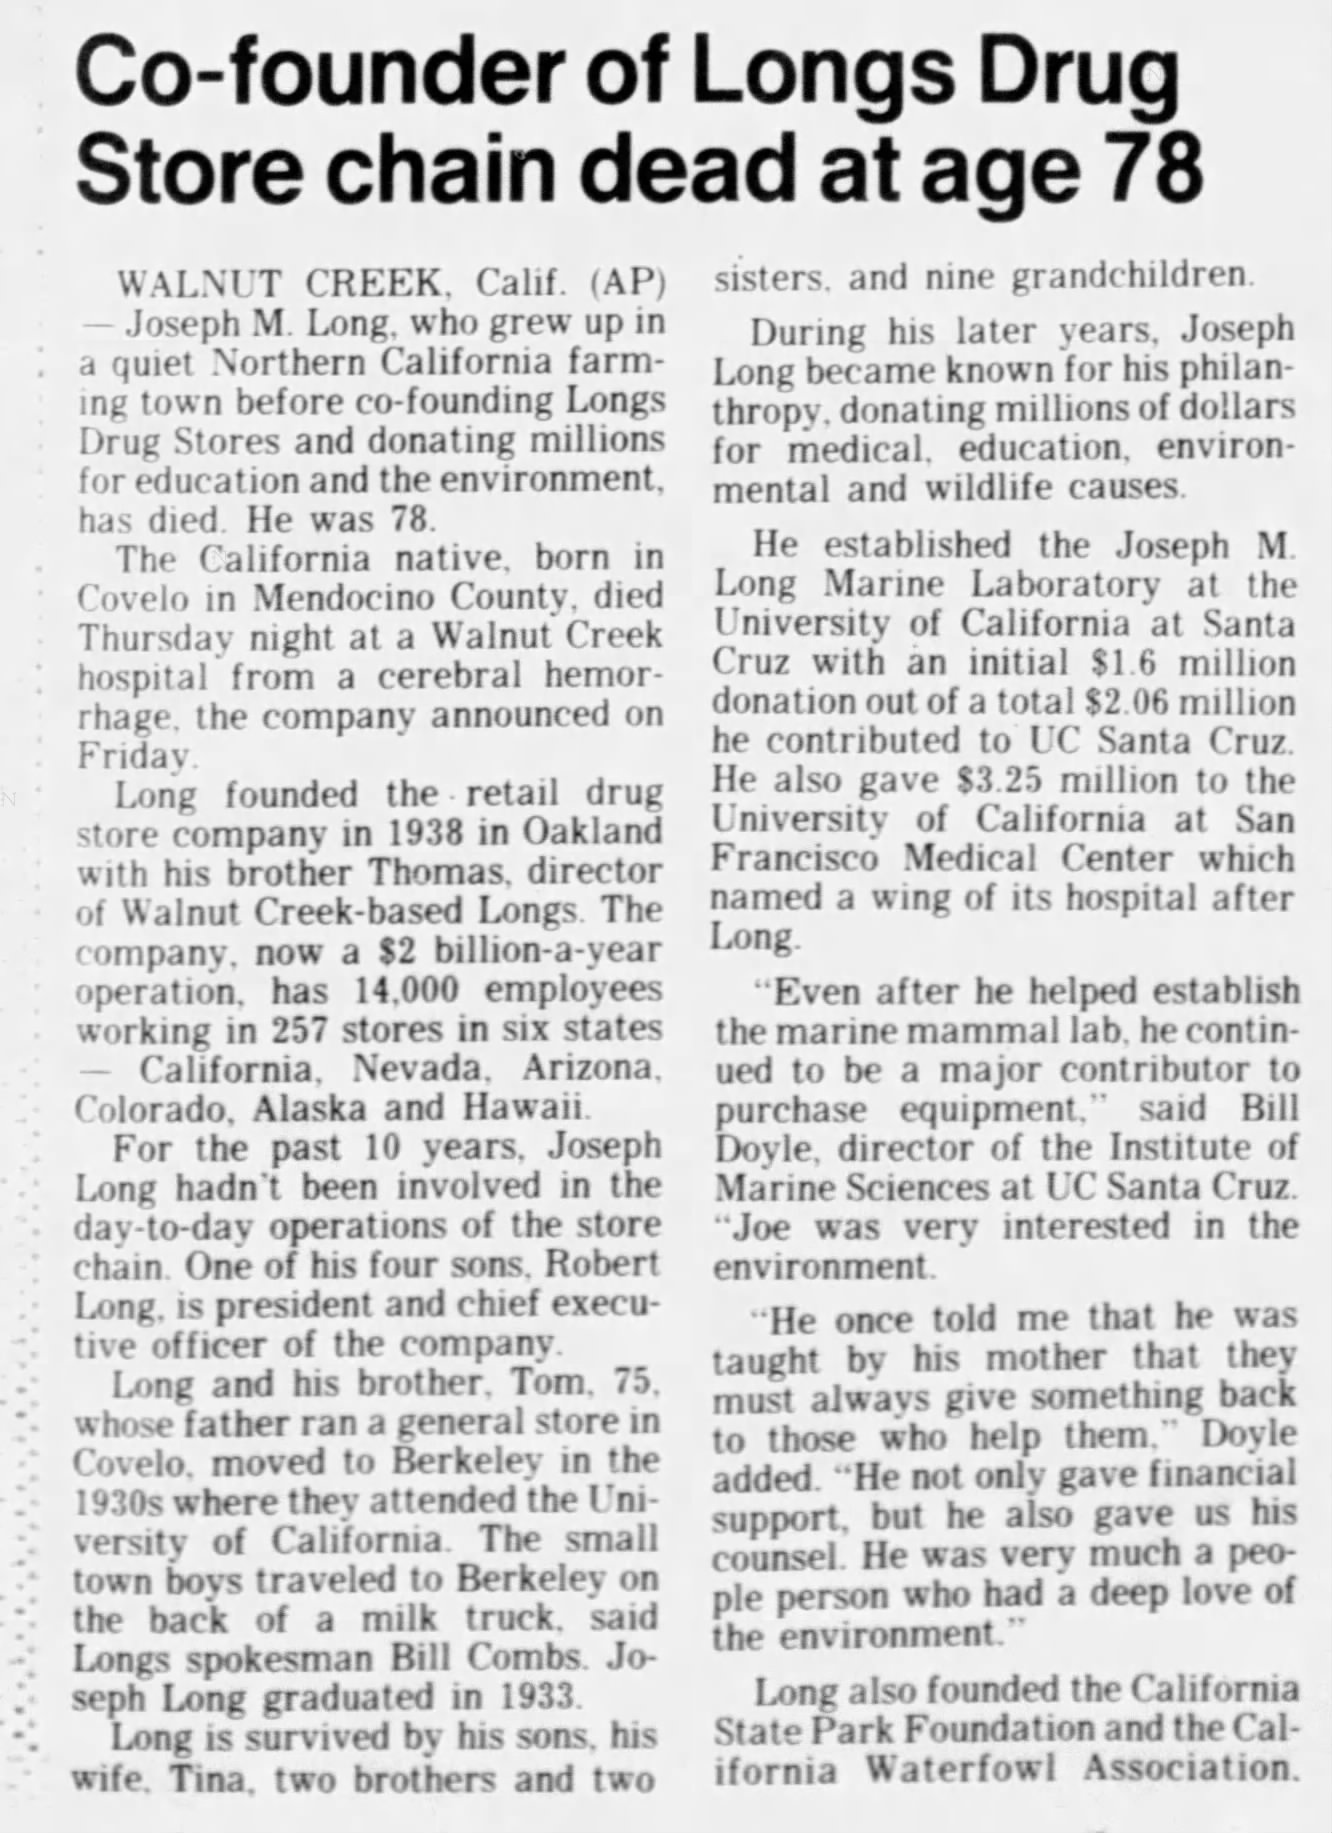 Co-founder of Longs Drug
Store chain dead at age 78
WALNUT CREEK, Calif. (AP)
— Joseph M. Long, who grew up in
a quiet Northern California farm-
ing town before co-founding Longs
Drug Stores and donating millions
for education and the environment,
has died. He was 78.
The California native, born in
Covelo in Mendocino County, died
Thursday night at a Walnut Creek
hospital from a cerebral hemor-
rhage, the company announced on
Friday.
Long founded the retail drug
store company in 1938 in Oakland
with his brother Thomas, director
of Walnut Creek-based Longs. The
company, now a $2 billion-a-year
operation, has 14,000 employees
working in 257 stores in six states
— California, Nevada, Arizona,
Colorado, Alaska and Hawaii.
For the past 10 years, Joseph
Long hadn't been involved in the
day-to-day operations of the store
chain. One of his four sons, Robert
Long, is president and chief execu-
tive officer of the company.
Long and his brother, Tom, 75,
whose father ran a general store in
Covelo, moved to Berkeley in the
1930s where they attended the Uni-
versity of California. The small
town boys traveled to Berkeley on
the back of a milk truck, said
Longs spokesman Bill Combs. Jo-
seph Long graduated in 1933.
Long is survived by his sons, his
wife, Tina, two brothers and two
sisters, and nine grandchildren.
During his later years, Joseph
Long became known for his philan-
thropy, donating millions of dollars
for medical, education, environ-
mental and wildlife causes.
He established the Joseph M.
Long Marine Laboratory at the
University of California at Santa
Cruz with an initial $1.6 million
donation out of a total $2.06 million
he contributed to UC Santa Cruz.
He also gave $3.25 million to the
University of California at San
Francisco Medical Center which
named a wing of its hospital after
Long.
"Even after he helped establish
the marine mammal lab, he contin-
ued to be a major contributor to
purchase equipment," said Bill
Doyle, director of the Institute of
Marine Sciences at UC Santa Cruz.
"Joe was very interested in the
environment.
"He once told me that he was
taught by his mother that they
must always give something back
to those who help them," Doyle
added. "He not only gave financial
support, but he also gave us his
counsel. He was very much a peo-
ple person who had a deep love of
the environment."
Long also founded the California
State Park Foundation and the Cal-
ifornia Waterfowl Association.